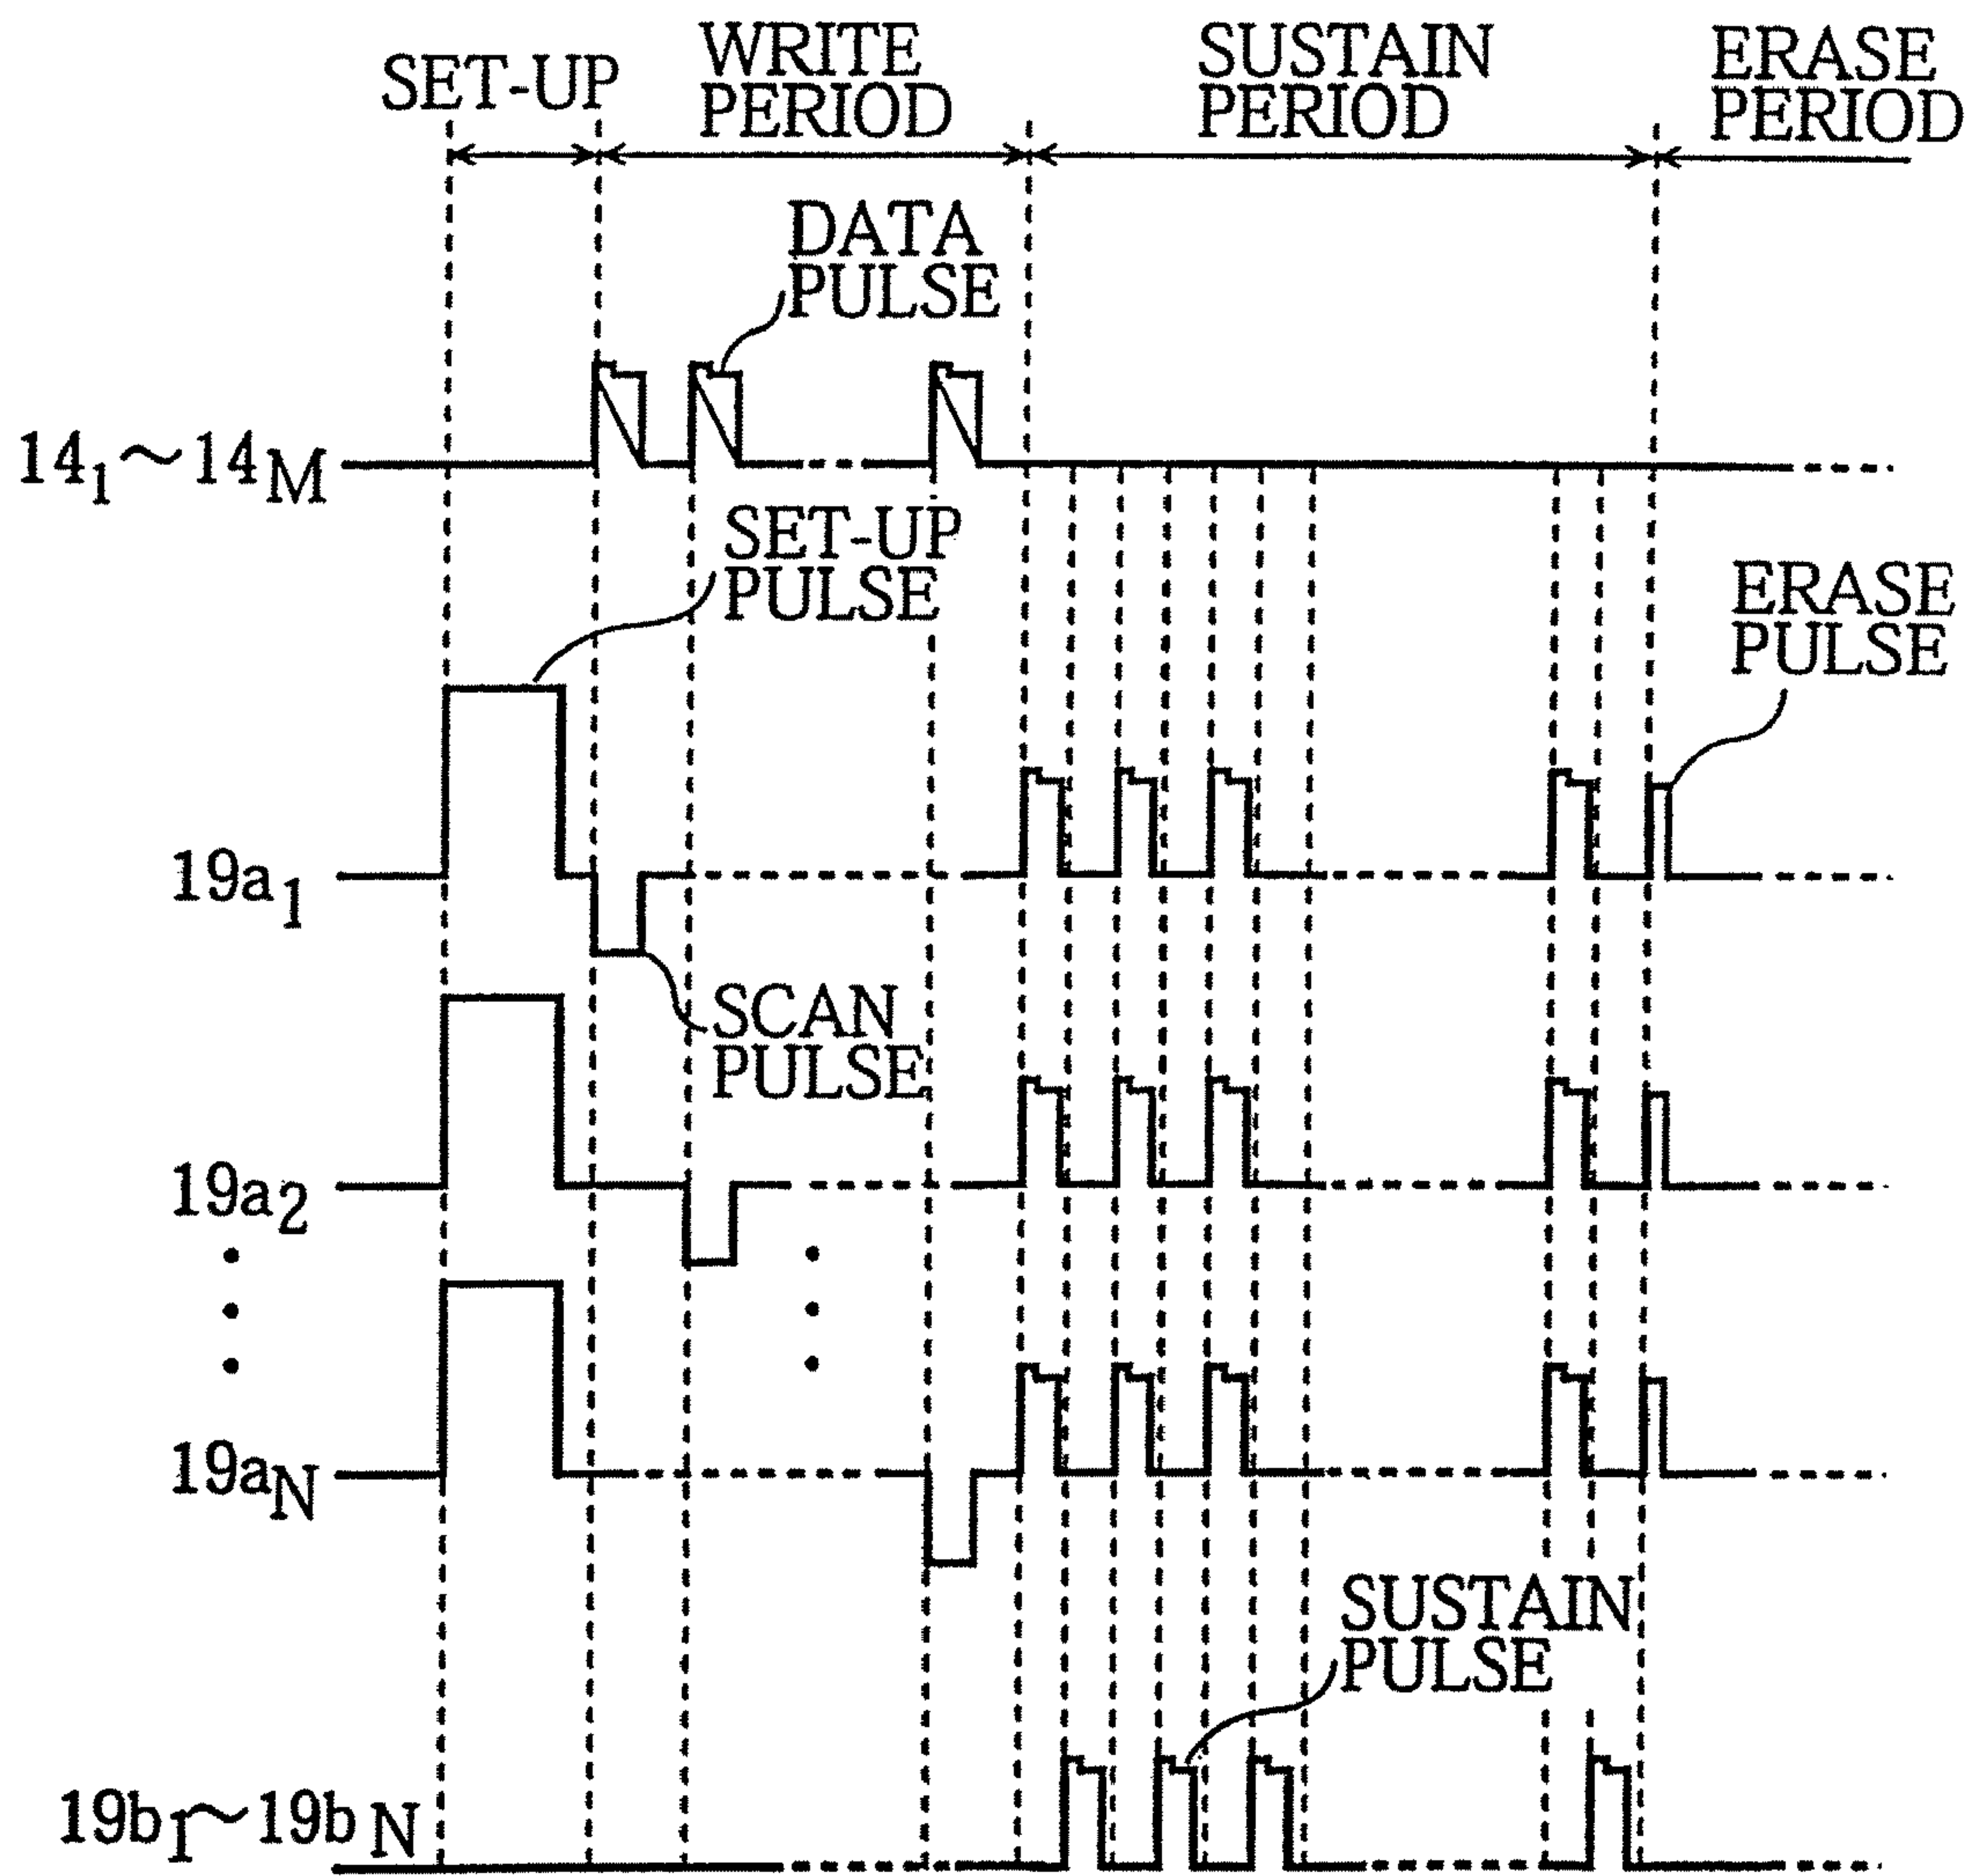 SET-UP
WRITE
PERIOD
SUSTAIN
PERIOD
ERASE
PERIOD
DATA
PULSE
14₁~14M
SET-UP
PULSE
ERASE
PULSE
19a₁
SCAN
PULSE
19a₂
19aN
SUSTAIN
PULSE
19b₁~19bN